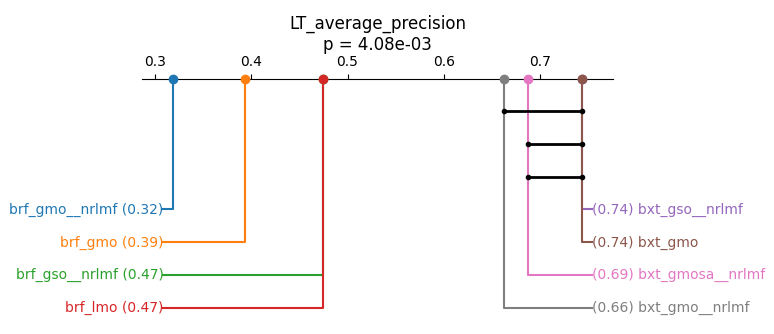 LT_average_precision
p = 4.08e-03
0.3 0.4 0.5 0.6 0.7
brf_gmo__nrlmf (0.32) (0.74) bxt_gso__nrlmf
brf_gmo (0.39) (0.74) bxt_gmo
brf_gso__nrlmf (0.47) (0.69) bxt_gmosa__nrlmf
brf_lmo (0.47) (0.66) bxt_gmo__nrlmf